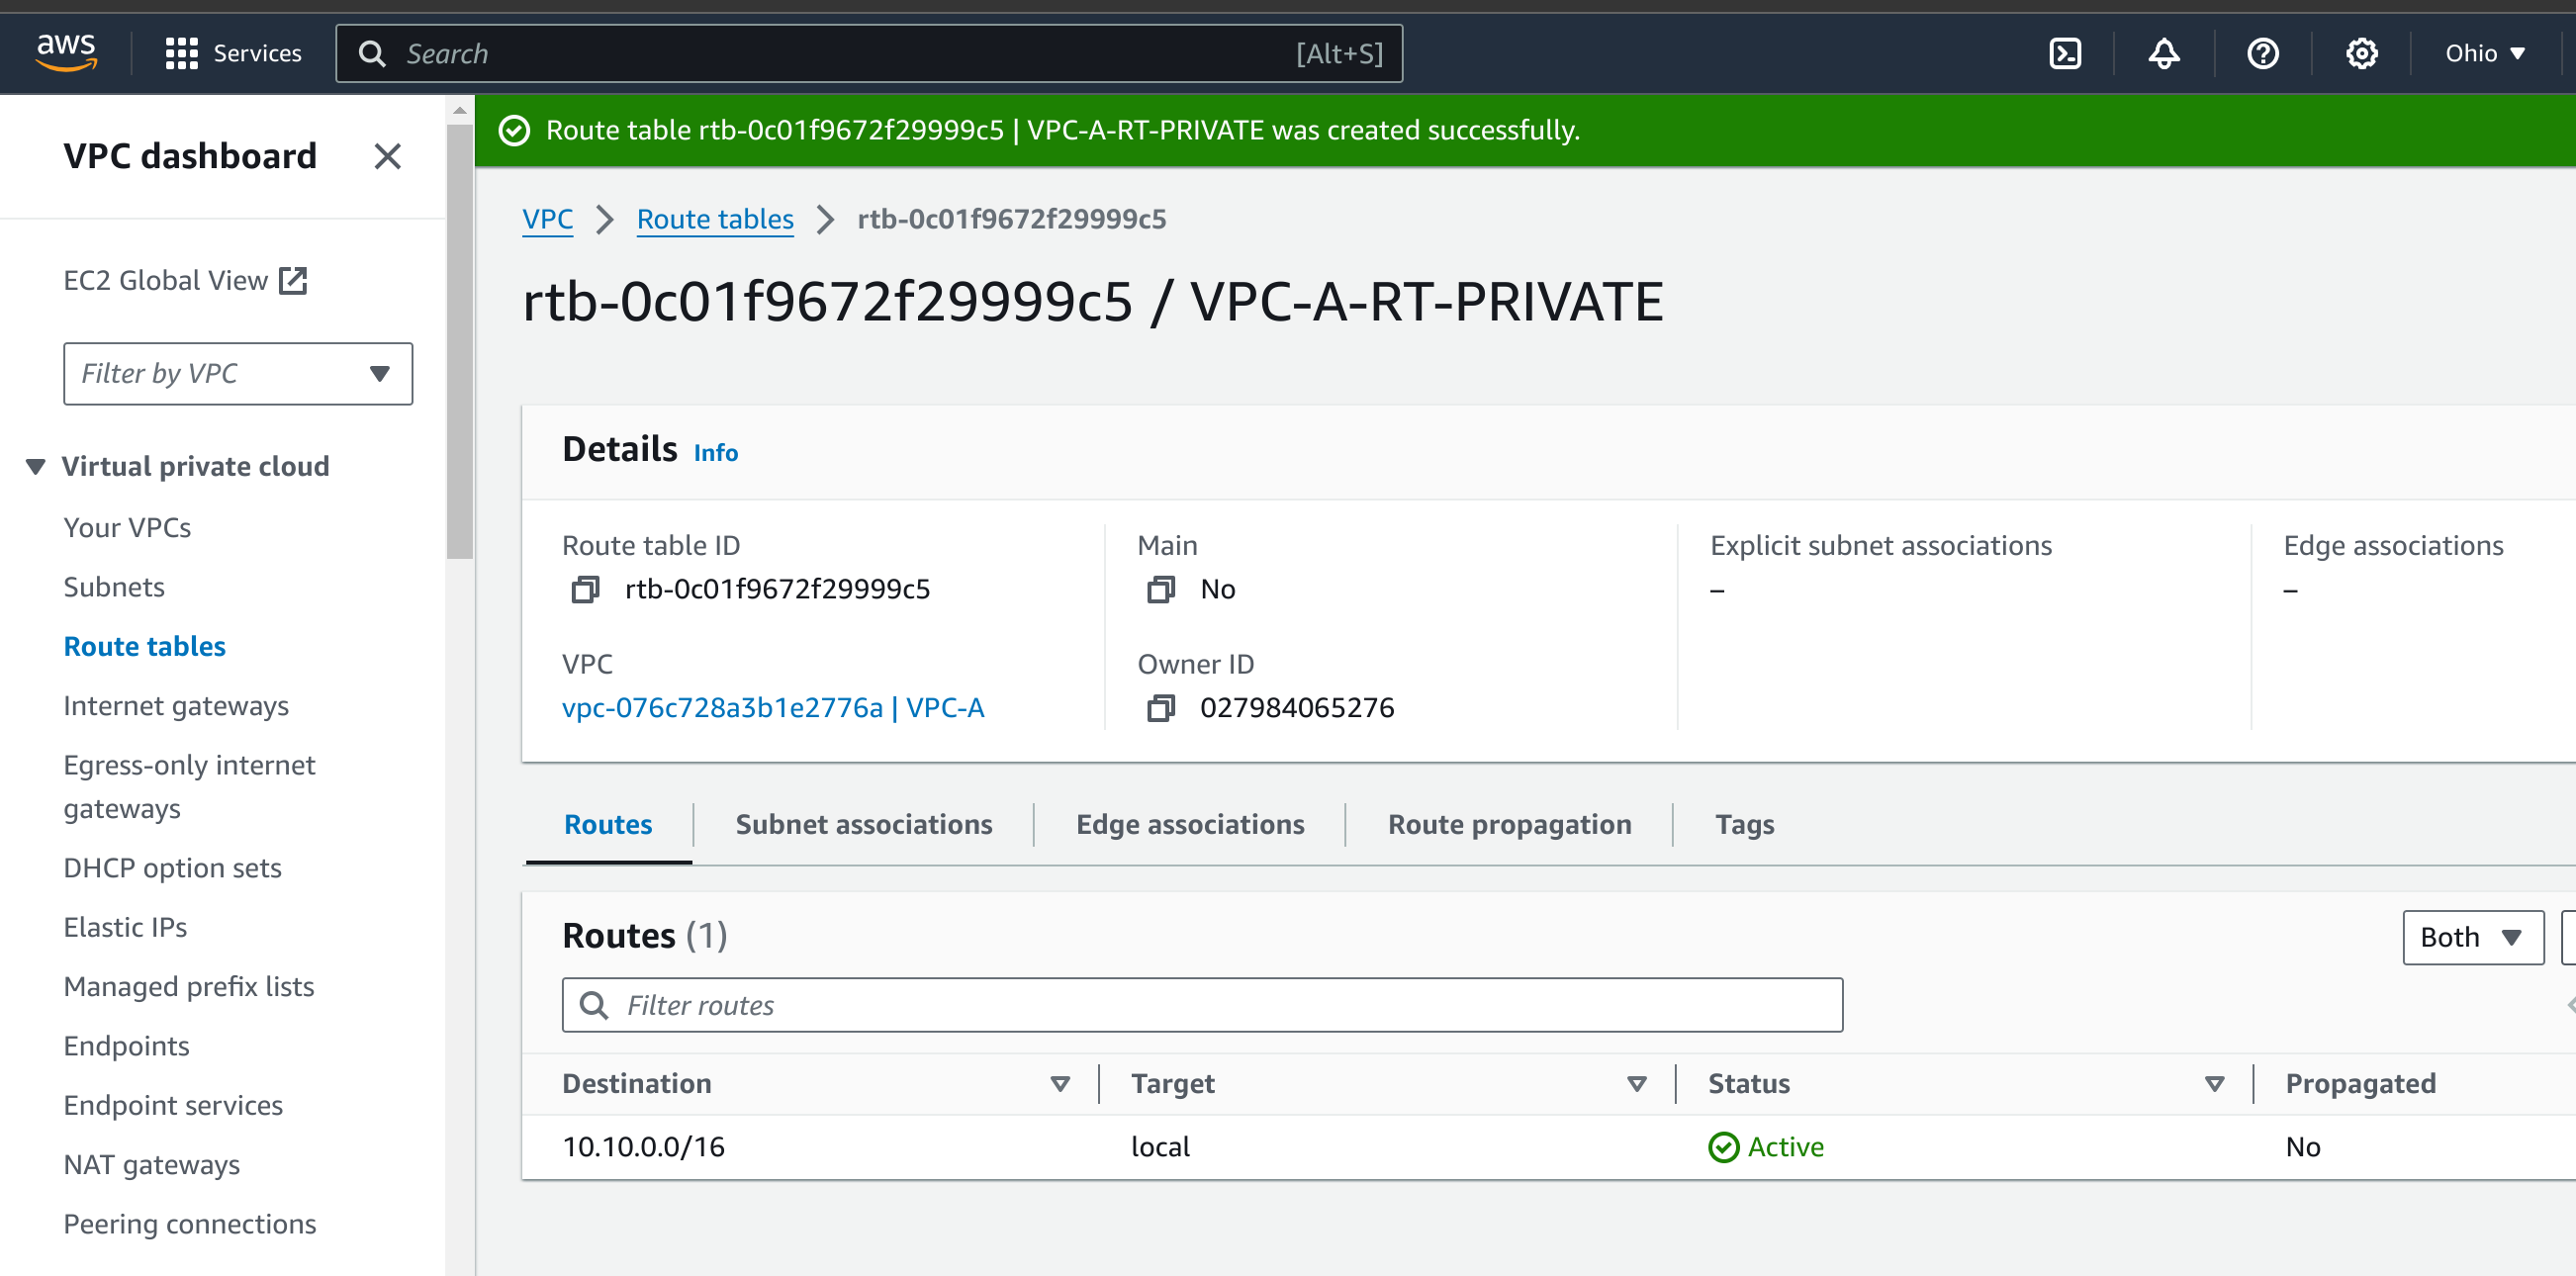 aws
Services
Search [Alt+S]
Ohio
VPC dashboard
EC2 Global View
Filter by VPC
Virtual private cloud
Your VPCs
Subnets
Route tables
Internet gateways
Egress-only internet
gateways
DHCP option sets
Elastic IPs
Managed prefix lists
Endpoints
Endpoint services
NAT gateways
Peering connections
Route table rtb-0c01f9672f29999c5 | VPC-A-RT-PRIVATE was created successfully.
VPC > Route tables > rtb-0c01f9672f29999c5
rtb-0c01f9672f29999c5 / VPC-A-RT-PRIVATE
Details Info
Route table ID
rtb-0c01f9672f29999c5
Main
No
Explicit subnet associations
–
Edge associations
–
VPC
vpc-076c728a3b1e2776a | VPC-A
Owner ID
027984065276
Routes Subnet associations Edge associations Route propagation Tags
Routes (1)
Both
Filter routes
Destination Target Status Propagated
10.10.0.0/16 local Active No